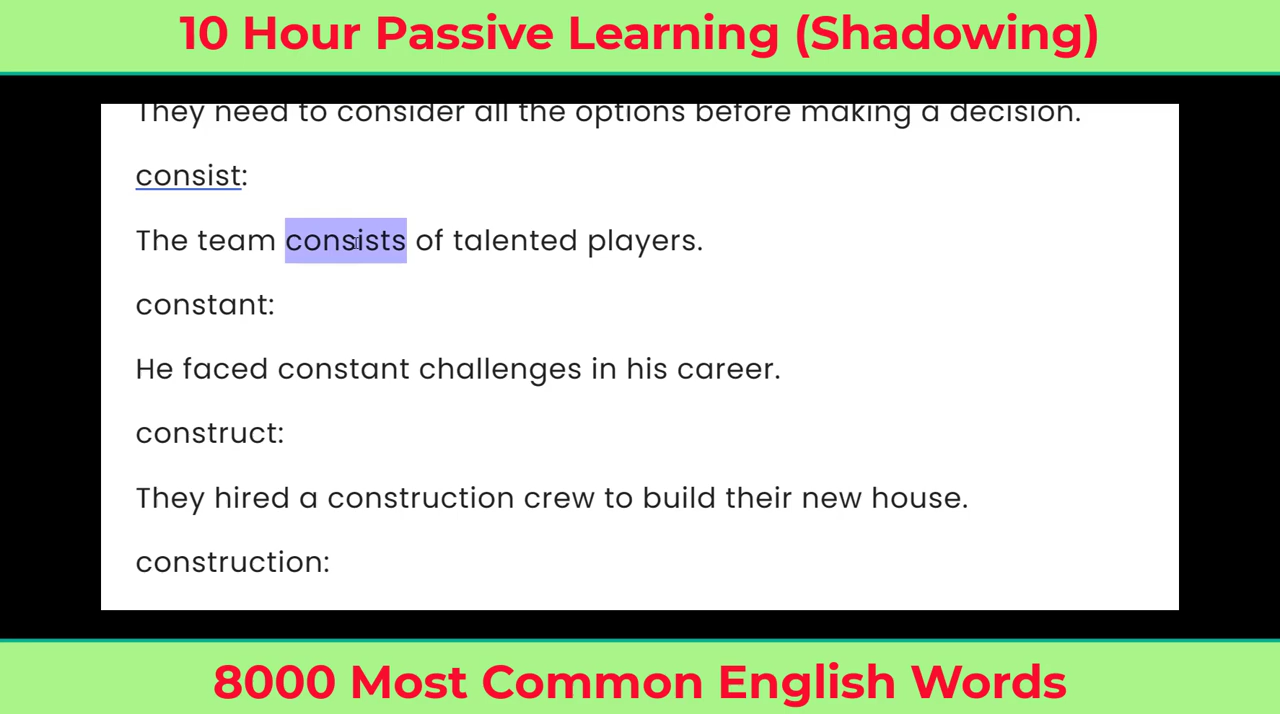 10 Hour Passive Learning (Shadowing)
They need to consider all the options before making a decision.
consist:
The team consists of talented players.
constant:
He faced constant challenges in his career.
construct:
They hired a construction crew to build their new house.
construction:
8000 Most Common English Words